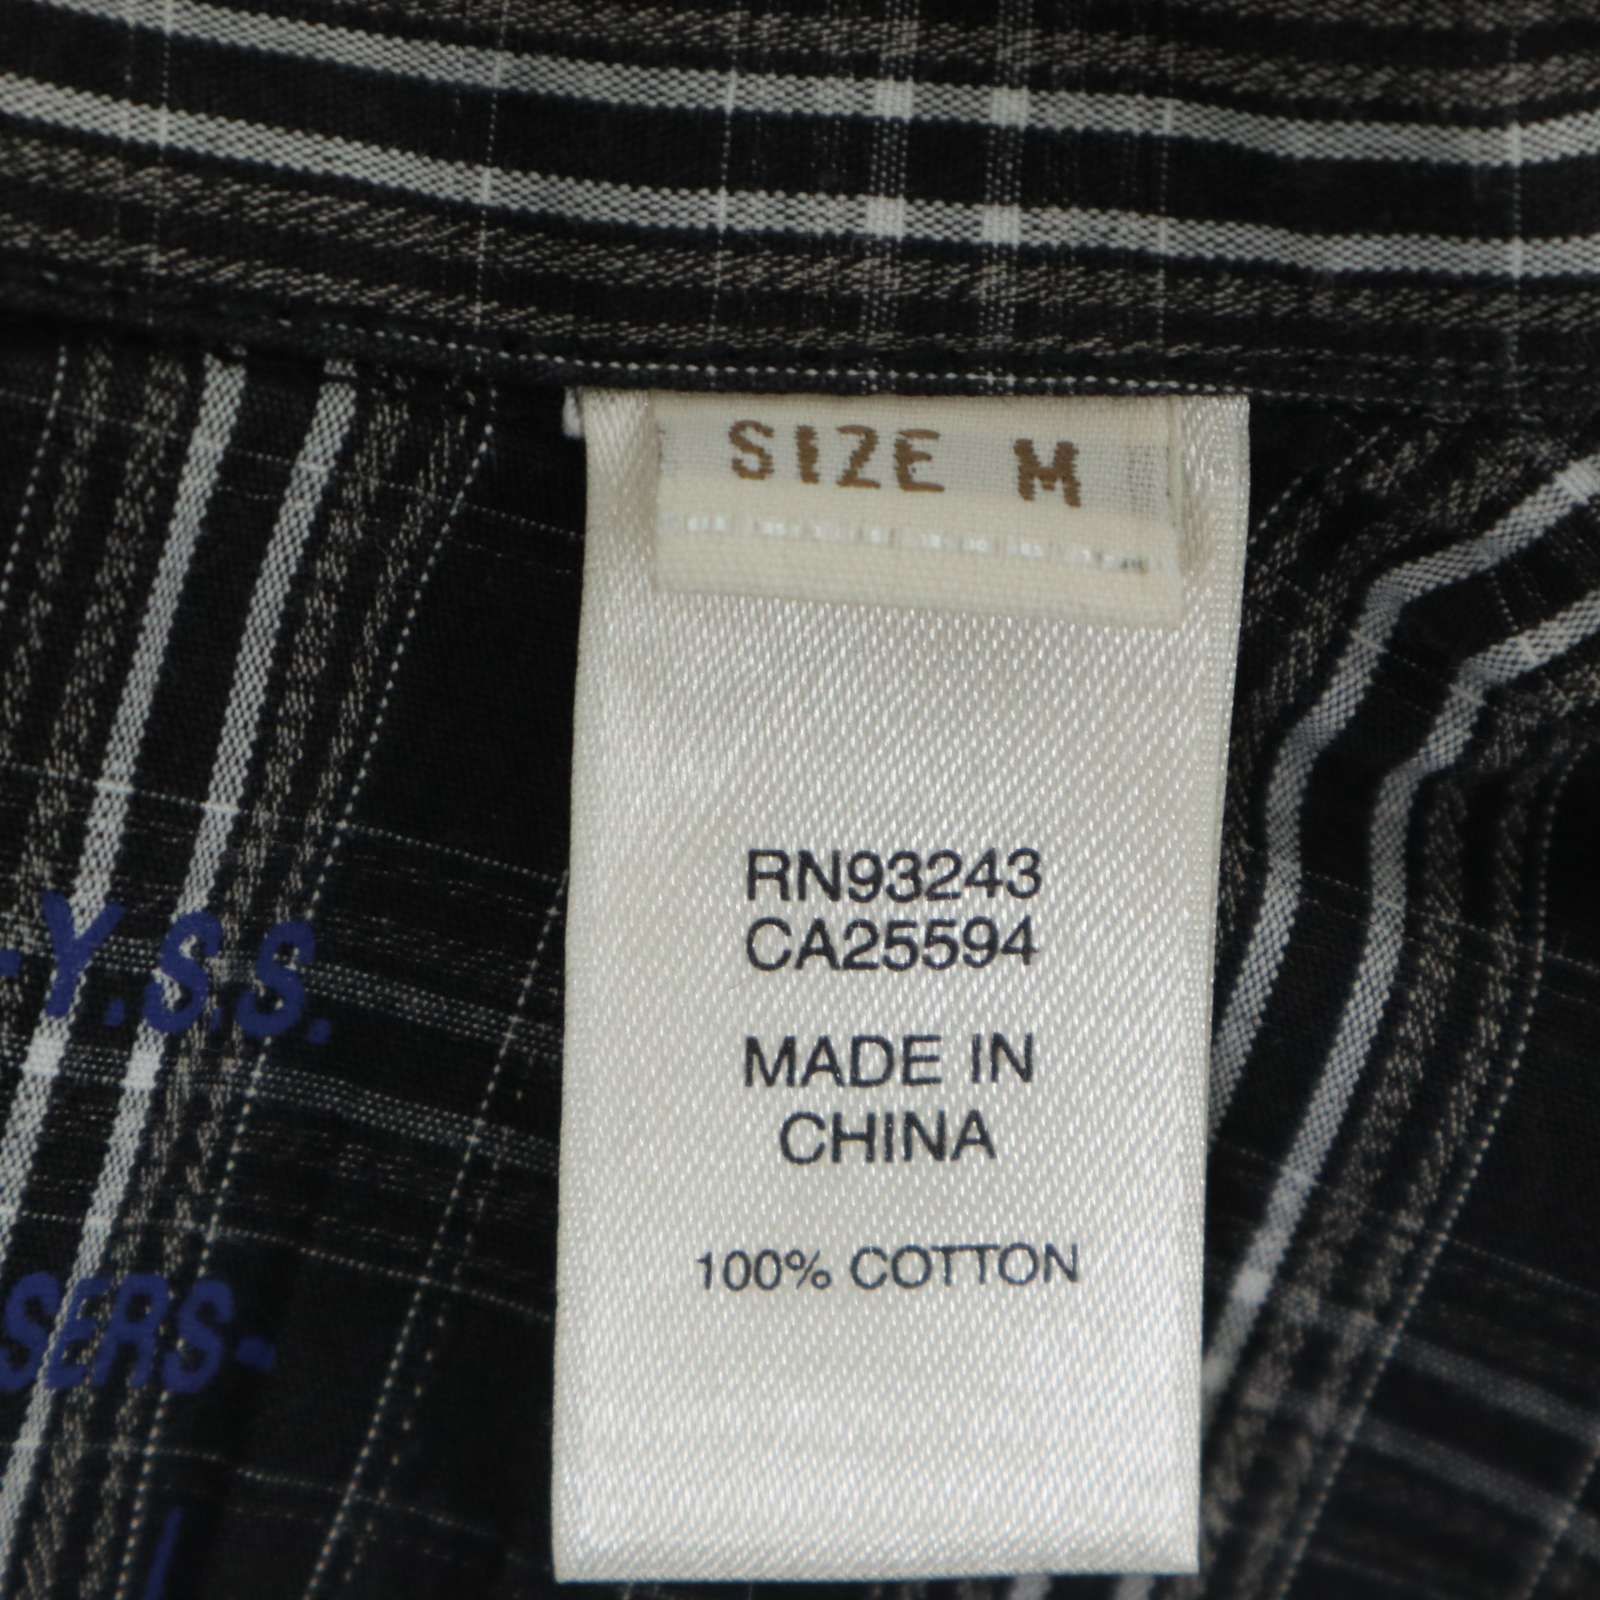 SIZE M
RN93243
CA25594
MADE IN
CHINA
100% COTTON
-Y.S.S.
SERS-